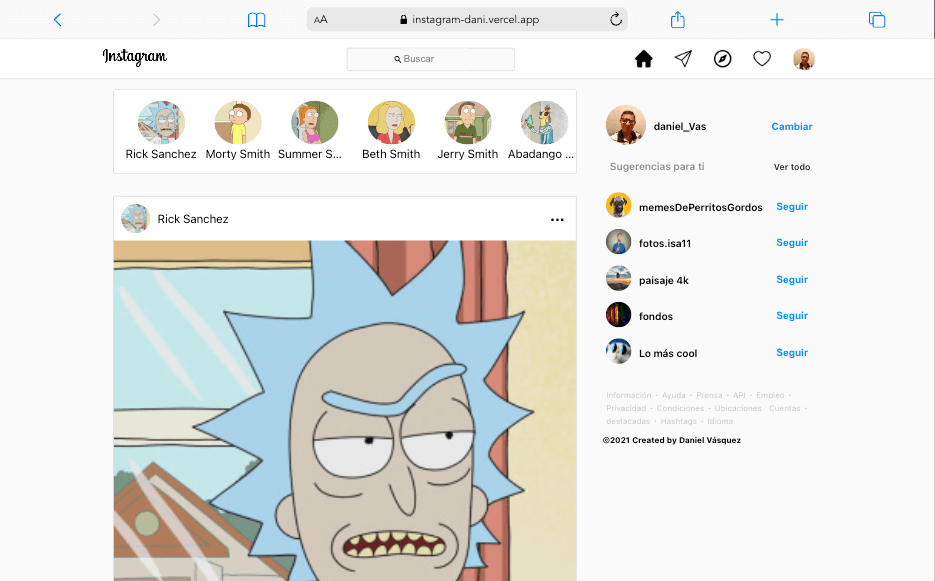 AA instagram-dani.vercel.app
Instagram
Buscar
Rick Sanchez Morty Smith Summer S... Beth Smith Jerry Smith Abadango ...
Rick Sanchez
daniel_Vas Cambiar
Sugerencias para ti Ver todo
memesDePerritosGordos Seguir
fotos.isa11 Seguir
paisaje 4k Seguir
fondos Seguir
Lo más cool Seguir
Información · Ayuda · Prensa · API · Empleo ·
Privacidad · Condiciones · Ubicaciones Cuentas ·
destacadas · Hashtags · Idioma
©2021 Created by Daniel Vásquez